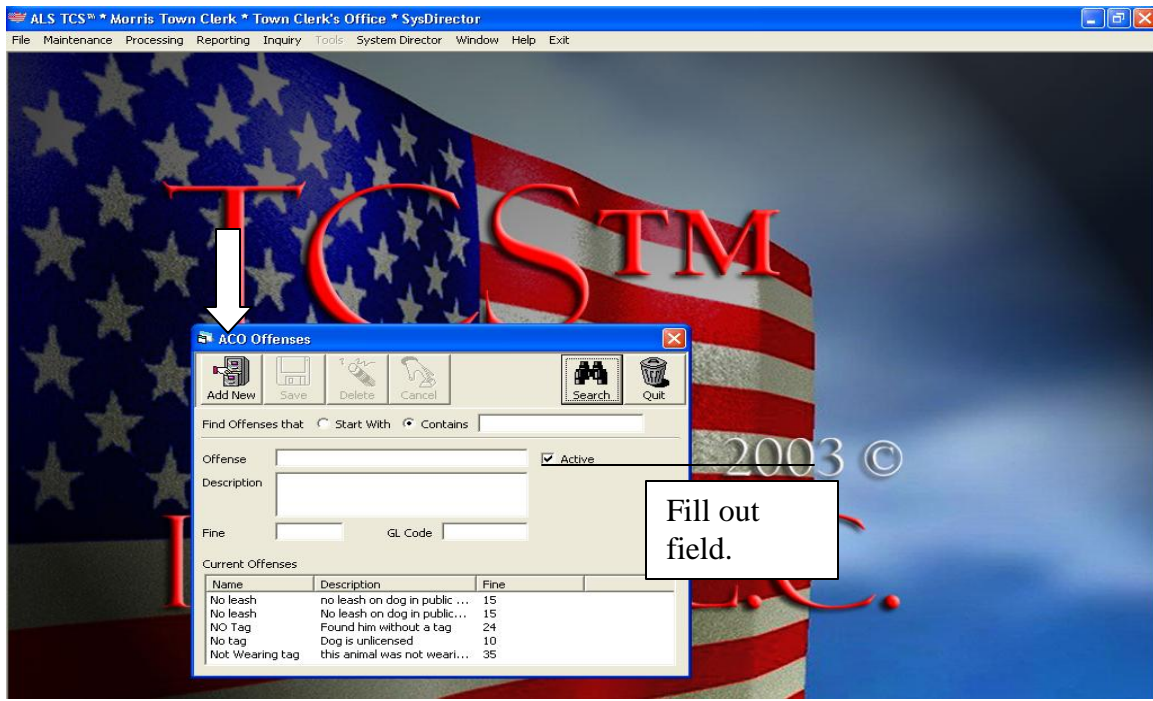 ALS TCS™ * Morris Town Clerk * Town Clerk's Office * SysDirector
File Maintenance Processing Reporting Inquiry Tools System Director Window Help Exit
TCS™
ACO Offenses
Add New Save Delete Cancel Search Quit
Find Offenses that Start With Contains
2003 ©
Offense Active
Description
Fill out
field.
Fine GL Code
Current Offenses
Name Description Fine
No leash no leash on dog in public ... 15
No leash No leash on dog in public... 15
NO Tag Found him without a tag 24
No tag Dog is unlicensed 10
Not Wearing tag this animal was not weari... 35